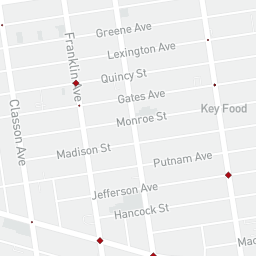 Greene Ave
Lexington Ave
Franklin Ave
Quincy St
Gates Ave
Key Food
Monroe St
Classon Ave
Madison St
Putnam Ave
Jefferson Ave
Hancock St